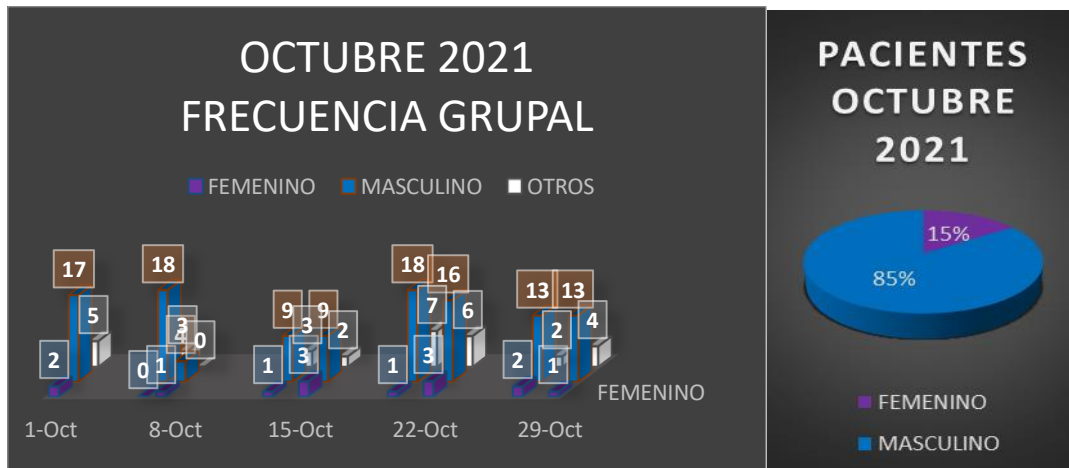 OCTUBRE 2021
FRECUENCIA GRUPAL
FEMENINO MASCULINO OTROS
17 18 9 9 18 16 13 13
5 3 4 0 3 2 7 6 2 4
2 0 1 1 3 1 3 2 1
FEMENINO
1-Oct 8-Oct 15-Oct 22-Oct 29-Oct
PACIENTES
OCTUBRE
2021
15%
85%
FEMENINO
MASCULINO